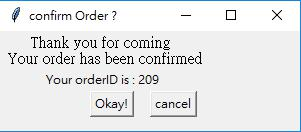 confirm Order ?
Thank you for coming
Your order has been confirmed
Your orderID is : 209
Okay! cancel